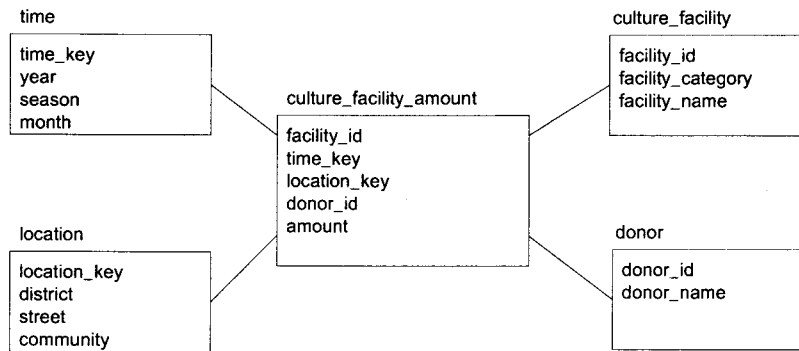 time
time_key
year
season
month
culture_facility
facility_id
facility_category
facility_name
culture_facility_amount
facility_id
time_key
location_key
donor_id
amount
location
location_key
district
street
community
donor
donor_id
donor_name